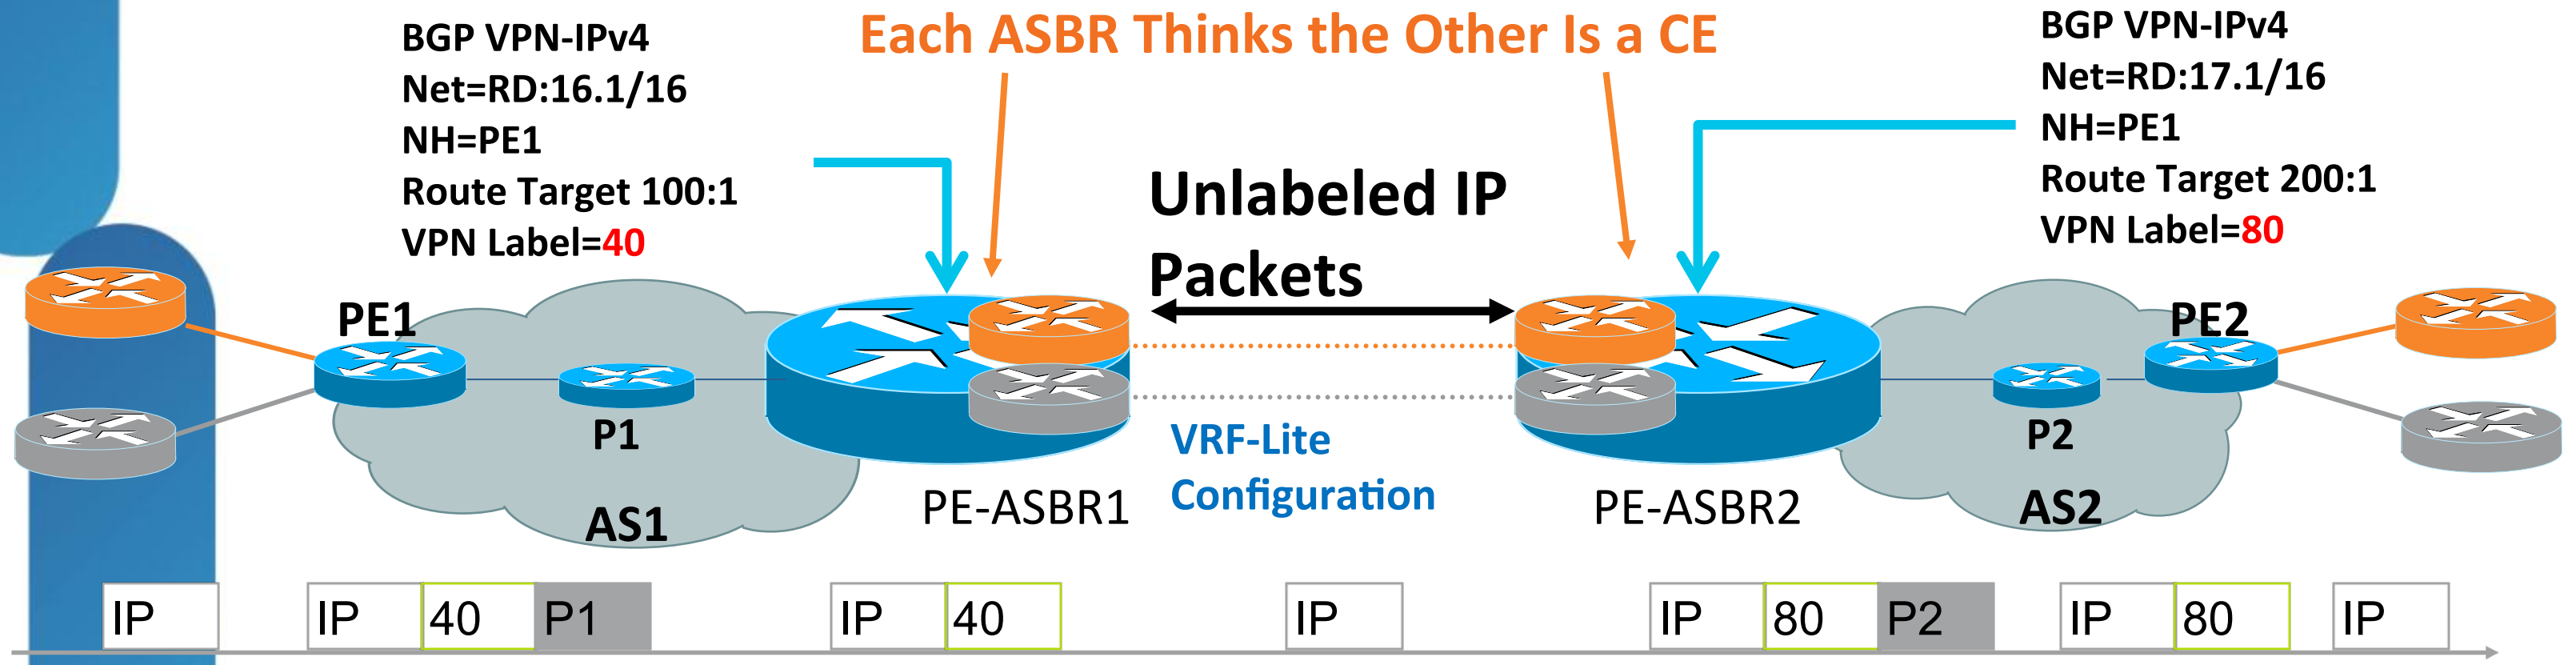 Each ASBR Thinks the Other Is a CE
BGP VPN-IPv4
Net=RD:16.1/16
NH=PE1
Route Target 100:1
VPN Label=40
BGP VPN-IPv4
Net=RD:17.1/16
NH=PE1
Route Target 200:1
VPN Label=80
Unlabeled IP
Packets
PE1
P1
AS1
PE-ASBR1
VRF-Lite
Configuration
PE-ASBR2
PE2
P2
AS2
IP
IP 40 P1
IP 40
IP
IP 80 P2
IP 80
IP